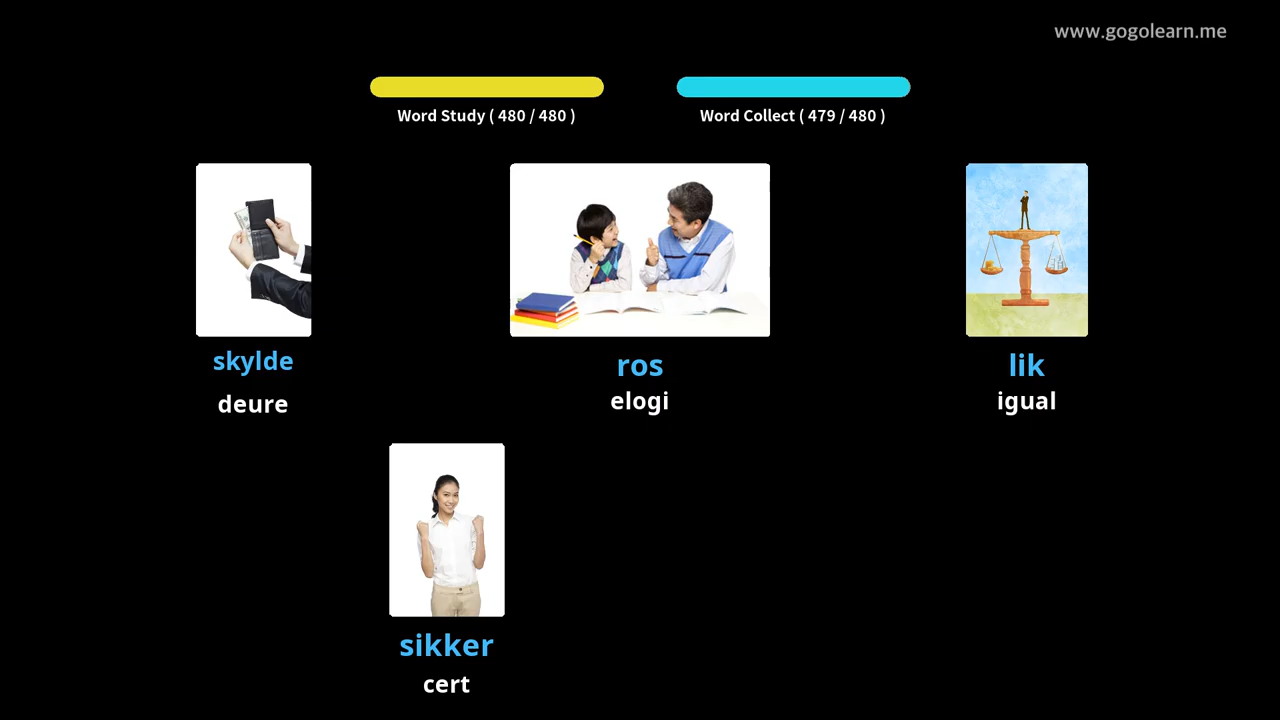 www.gogolearn.me
Word Study ( 480 / 480 )
Word Collect ( 479 / 480 )
skylde
deure
ros
elogi
lik
igual
sikker
cert